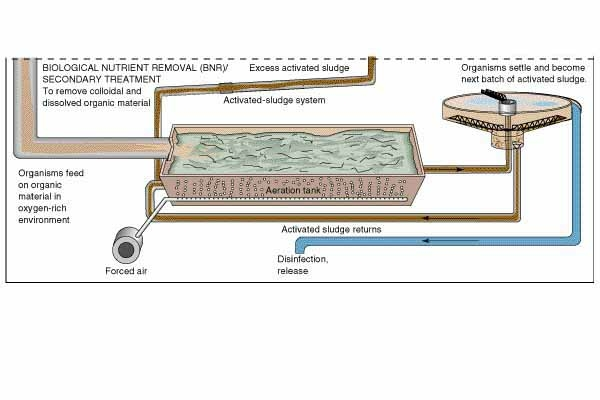 BIOLOGICAL NUTRIENT REMOVAL (BNR)/
SECONDARY TREATMENT
To remove colloidal and
dissolved organic material
Excess activated sludge
Activated-sludge system
Organisms settle and become
next batch of activated sludge.
Organisms feed
on organic
material in
oxygen-rich
environment
Aeration tank
Activated sludge returns
Forced air
Disinfection,
release